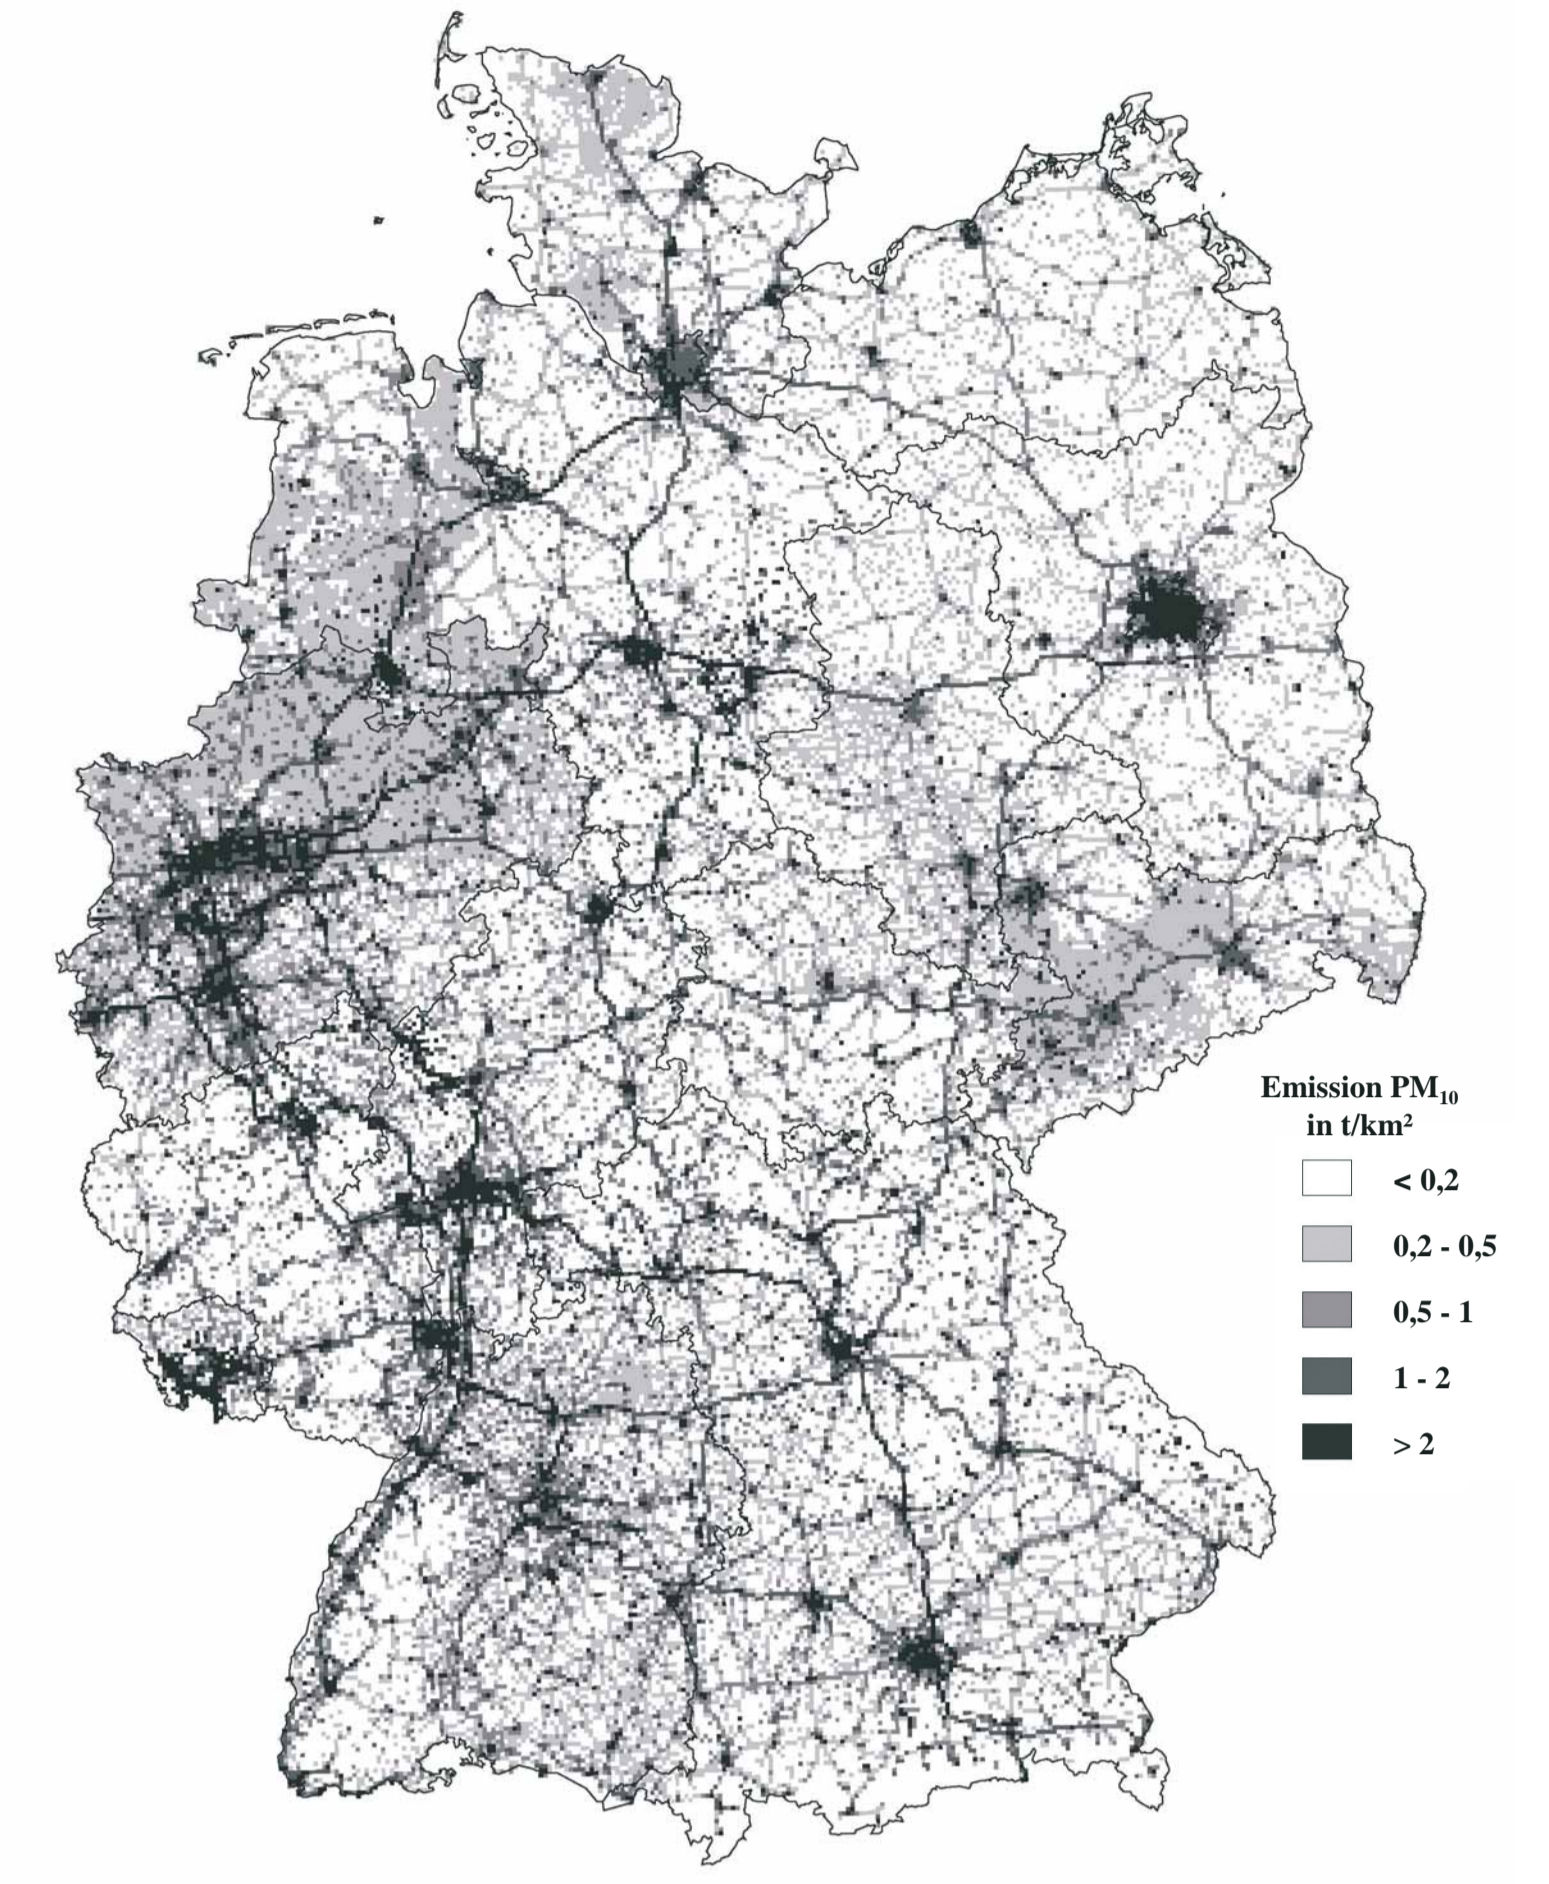 Emission PM₁₀
in t/km²
< 0,2
0,2 - 0,5
0,5 - 1
1 - 2
> 2